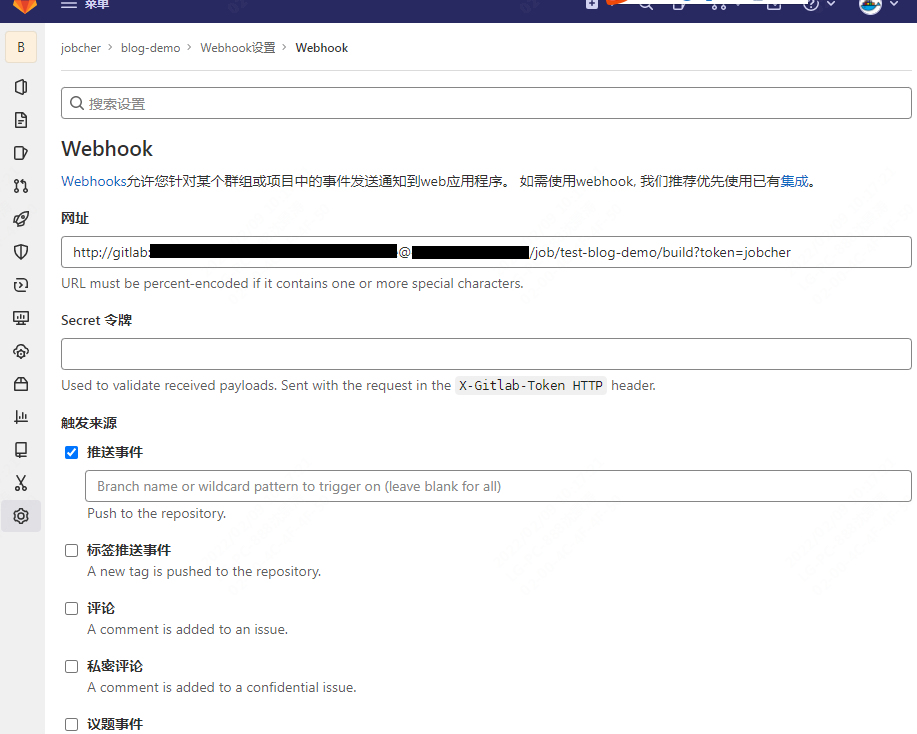 菜单
B
jobcher > blog-demo > Webhook设置 > Webhook
搜索设置
Webhook
Webhooks允许您针对某个群组或项目中的事件发送通知到web应用程序。 如需使用webhook, 我们推荐优先使用已有集成。
网址
http://gitlab: @ /job/test-blog-demo/build?token=jobcher
URL must be percent-encoded if it contains one or more special characters.
Secret 令牌
Used to validate received payloads. Sent with the request in the X-Gitlab-Token HTTP header.
触发来源
推送事件
Branch name or wildcard pattern to trigger on (leave blank for all)
Push to the repository.
标签推送事件
A new tag is pushed to the repository.
评论
A comment is added to an issue.
私密评论
A comment is added to a confidential issue.
议题事件